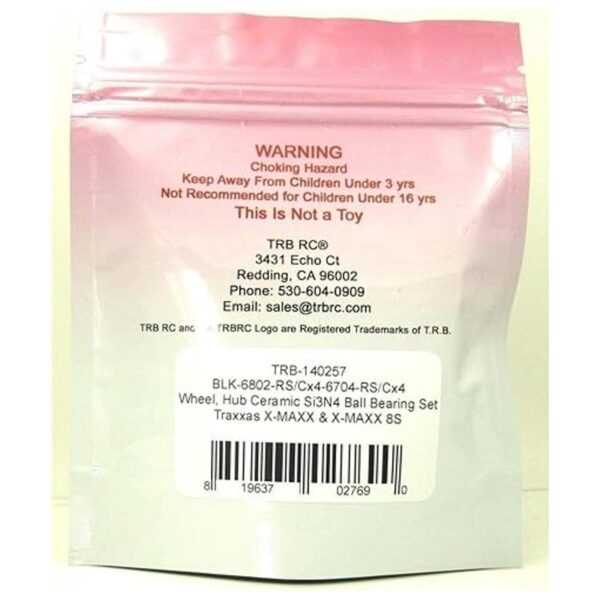 WARNING
Choking Hazard
Keep Away From Children Under 3 yrs
Not Recommended for Children Under 16 yrs
This Is Not a Toy
TRB RC®
3431 Echo Ct
Redding, CA 96002
Phone: 530-604-0909
Email: sales@trbrc.com
TRB RC and TRBRC Logo are Registered Trademarks of T.R.B.
TRB-140257
BLK-6802-RS/Cx4-6704-RS/Cx4
Wheel, Hub Ceramic Si3N4 Ball Bearing Set
Traxxas X-MAXX & X-MAXX 8S
8 19637 02769 0